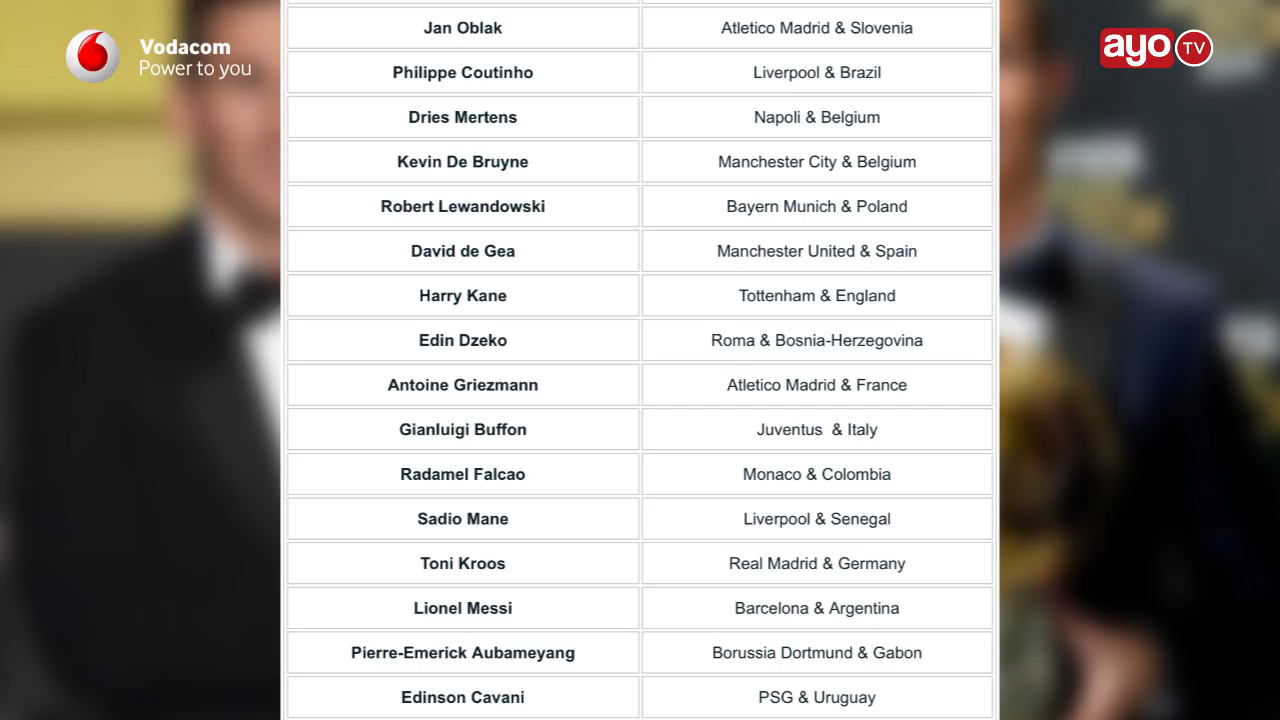 Vodacom
Power to you
ayo TV
Jan Oblak Atletico Madrid & Slovenia
Philippe Coutinho Liverpool & Brazil
Dries Mertens Napoli & Belgium
Kevin De Bruyne Manchester City & Belgium
Robert Lewandowski Bayern Munich & Poland
David de Gea Manchester United & Spain
Harry Kane Tottenham & England
Edin Dzeko Roma & Bosnia-Herzegovina
Antoine Griezmann Atletico Madrid & France
Gianluigi Buffon Juventus & Italy
Radamel Falcao Monaco & Colombia
Sadio Mane Liverpool & Senegal
Toni Kroos Real Madrid & Germany
Lionel Messi Barcelona & Argentina
Pierre-Emerick Aubameyang Borussia Dortmund & Gabon
Edinson Cavani PSG & Uruguay